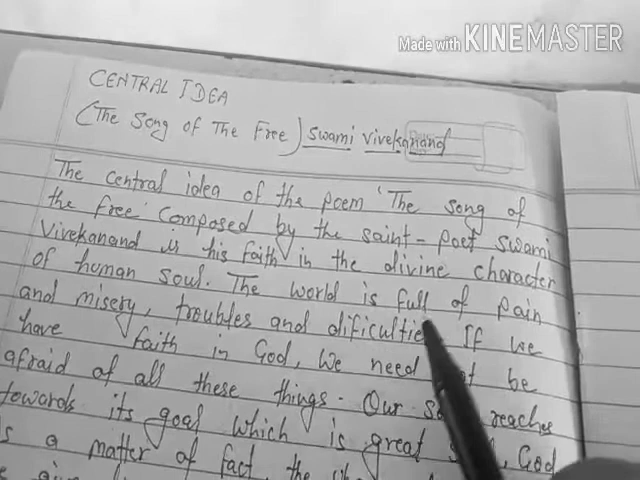 Made with KINEMASTER
CENTRAL IDEA
(The Song of The Free) Swami Vivekanand
The central idea of the poem 'The Song of
the Free' composed by the saint-poet Swami
Vivekanand is his faith in the divine character
of human soul. The world is full of pain
and misery, troubles and dificulties If we
have faith in God, We need be
afraid of all these things. Our reaches
towards its goal which is great God
a matter of fact, the